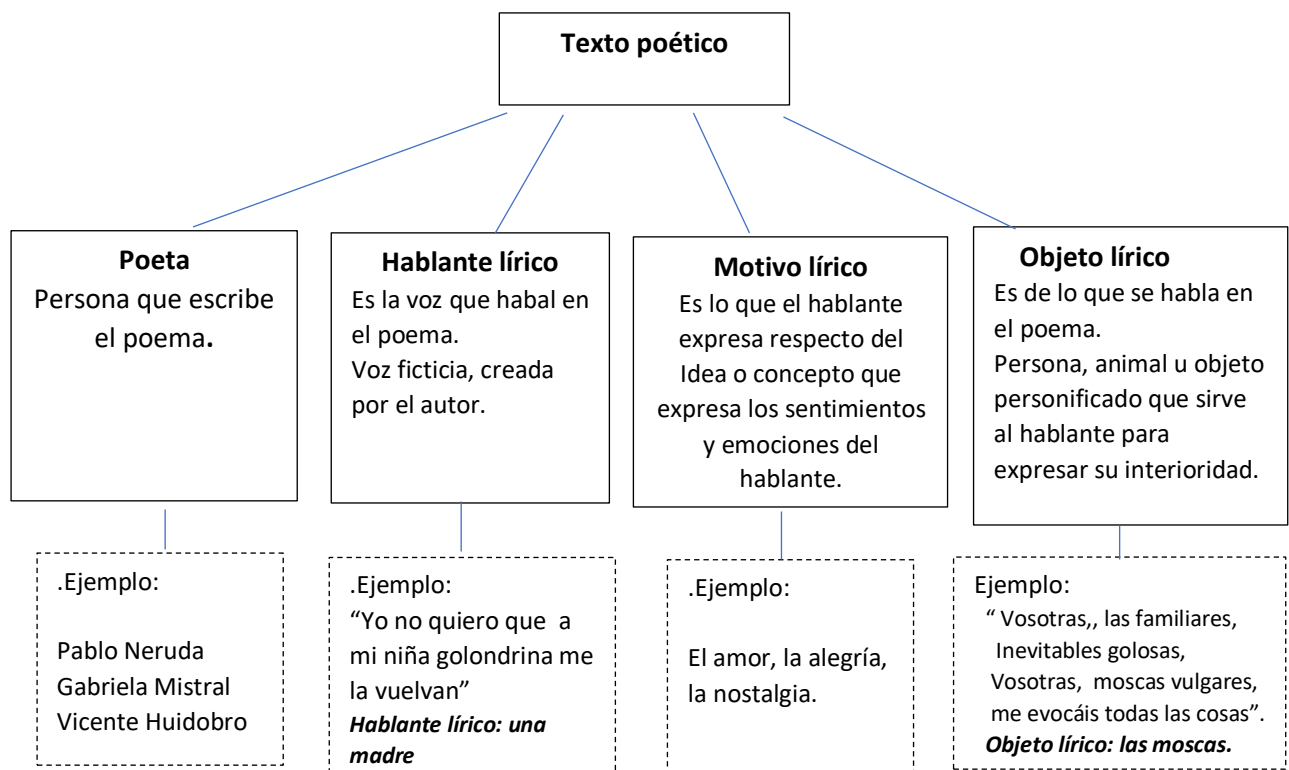 Texto poético
Poeta
Persona que escribe
el poema.
Hablante lírico
Es la voz que habal en
el poema.
Voz ficticia, creada
por el autor.
Motivo lírico
Es lo que el hablante
expresa respecto del
Idea o concepto que
expresa los sentimientos
y emociones del
hablante.
Objeto lírico
Es de lo que se habla en
el poema.
Persona, animal u objeto
personificado que sirve
al hablante para
expresar su interioridad.
.Ejemplo:
Pablo Neruda
Gabriela Mistral
Vicente Huidobro
.Ejemplo:
“Yo no quiero que a
mi niña golondrina me
la vuelvan”
Hablante lírico: una
madre
.Ejemplo:
El amor, la alegría,
la nostalgia.
Ejemplo:
“ Vosotras,, las familiares,
Inevitables golosas,
Vosotras, moscas vulgares,
me evocáis todas las cosas”.
Objeto lírico: las moscas.